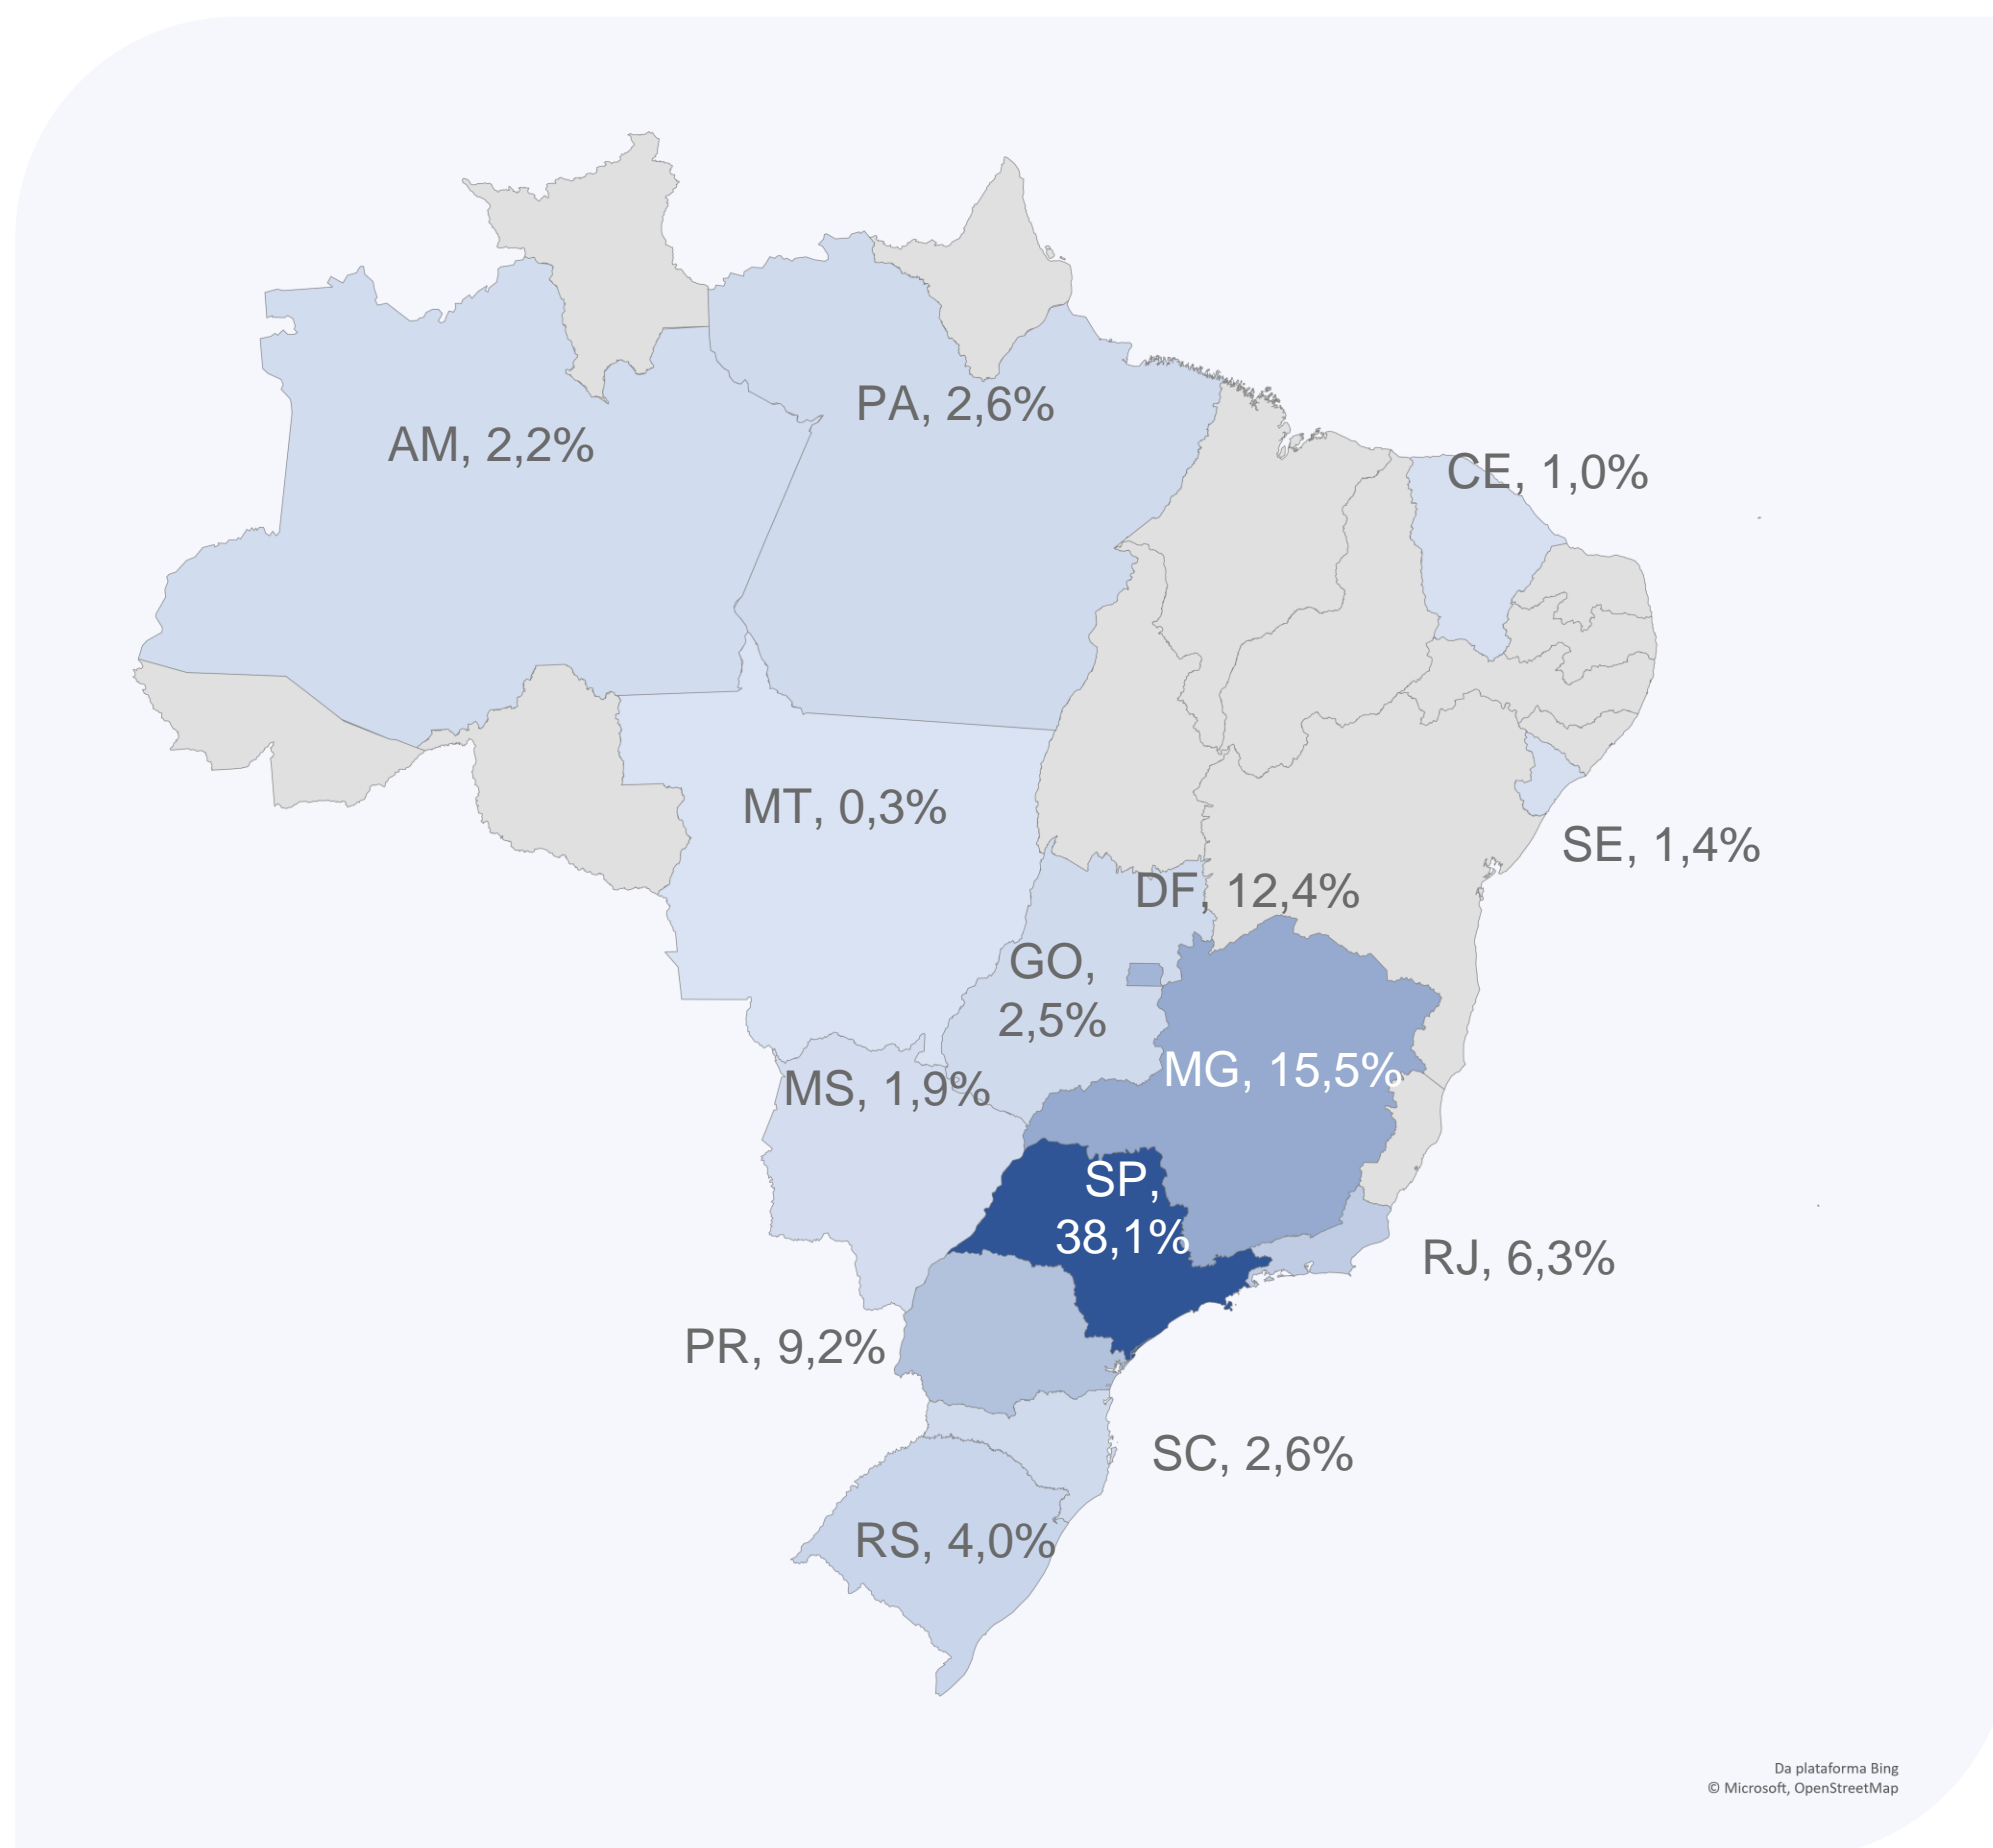 PA, 2,6%
AM, 2,2%
CE, 1,0%
MT, 0,3%
SE, 1,4%
DF, 12,4%
GO,
2,5%
MG, 15,5%
MS, 1,9%
SP,
38,1%
RJ, 6,3%
PR, 9,2%
SC, 2,6%
RS, 4,0%
Da plataforma Bing
© Microsoft, OpenStreetMap